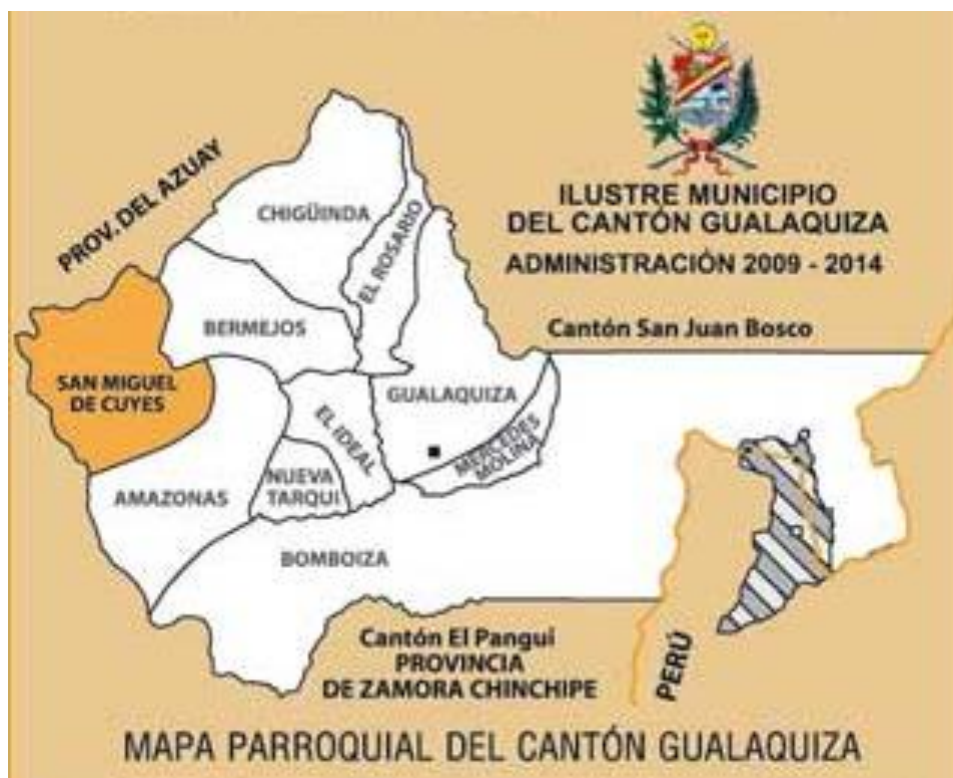 ILUSTRE MUNICIPIO
DEL CANTÓN GUALAQUIZA
ADMINISTRACIÓN 2009 - 2014
PROV. DEL AZUAY
CHIGÜINDA
EL ROSARIO
BERMEJOS
Cantón San Juan Bosco
SAN MIGUEL
DE CUYES
GUALAQUIZA
EL IDEAL
MERCEDES
MOLINA
NUEVA
TARQUI
AMAZONAS
BOMBOIZA
Cantón El Pangui
PROVINCIA
DE ZAMORA CHINCHIPE
PERÚ
MAPA PARROQUIAL DEL CANTÓN GUALAQUIZA